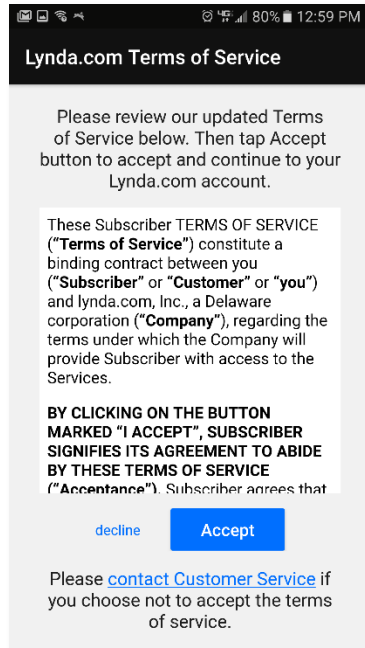 80% 12:59 PM
Lynda.com Terms of Service
Please review our updated Terms
of Service below. Then tap Accept
button to accept and continue to your
Lynda.com account.
These Subscriber TERMS OF SERVICE
(“Terms of Service”) constitute a
binding contract between you
(“Subscriber” or “Customer” or “you”)
and lynda.com, Inc., a Delaware
corporation (“Company”), regarding the
terms under which the Company will
provide Subscriber with access to the
Services.
BY CLICKING ON THE BUTTON
MARKED “I ACCEPT”, SUBSCRIBER
SIGNIFIES ITS AGREEMENT TO ABIDE
BY THESE TERMS OF SERVICE
(“Acceptance”). Subscriber agrees that
decline Accept
Please contact Customer Service if
you choose not to accept the terms
of service.